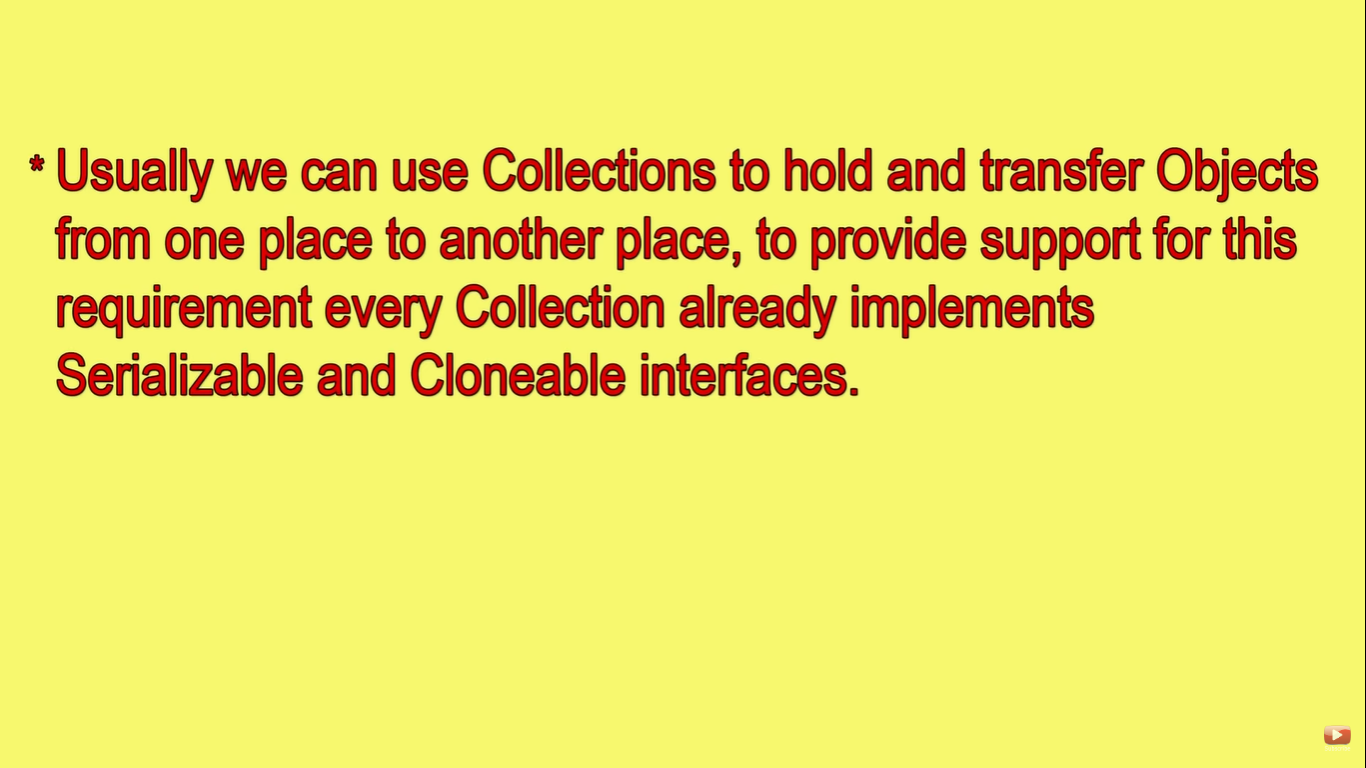 * Usually we can use Collections to hold and transfer Objects
from one place to another place, to provide support for this
requirement every Collection already implements
Serializable and Cloneable interfaces.